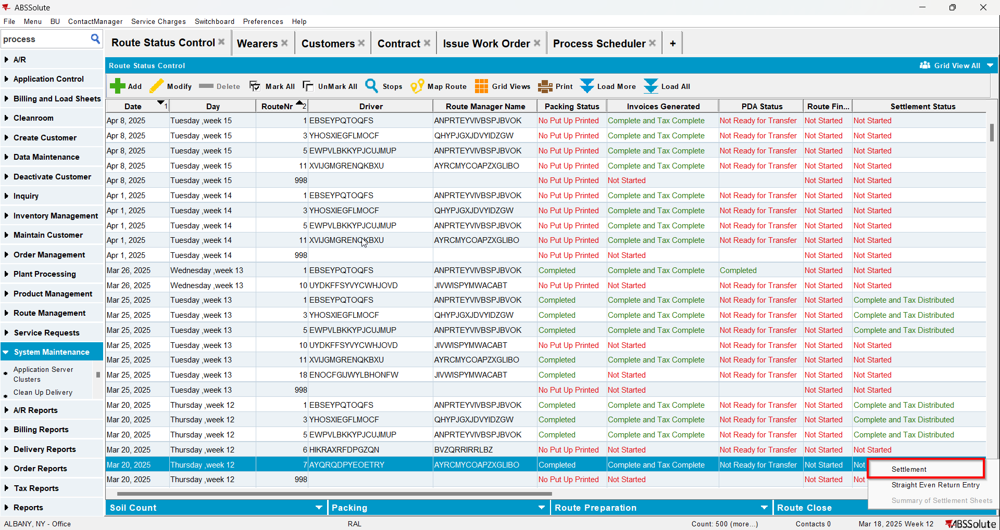 ABSSolute
File Menu BU ContactManager Service Charges Switchboard Preferences Help
process
Route Status Control Wearers Customers Contract Issue Work Order Process Scheduler +
Route Status Control Grid View All
Add Modify Delete Mark All UnMark All Stops Map Route Grid Views Print Load More Load All
A/R
Application Control
Billing and Load Sheets
Cleanroom
Create Customer
Data Maintenance
Deactivate Customer
Inquiry
Inventory Management
Maintain Customer
Order Management
Plant Processing
Product Management
Route Management
Service Requests
System Maintenance
Application Server
Clusters
Clean Up Delivery
A/R Reports
Billing Reports
Delivery Reports
Order Reports
Tax Reports
Reports
Date 1 Day RouteNr 2 Driver Route Manager Name Packing Status Invoices Generated PDA Status Route Fin... Settlement Status
Apr 8, 2025 Tuesday ,week 15 1 EBSEYPQTOQFS ANPRTEYVIVBSPJBVOK No Put Up Printed Complete and Tax Complete Not Ready for Transfer Not Started Not Started
Apr 8, 2025 Tuesday ,week 15 3 YHOSXIEGFLMOCF QHYPJGXJDVYIDZGW No Put Up Printed Complete and Tax Complete Not Ready for Transfer Not Started Not Started
Apr 8, 2025 Tuesday ,week 15 5 EWPVLBKKYPJCUJMUP ANPRTEYVIVBSPJBVOK No Put Up Printed Complete and Tax Complete Not Ready for Transfer Not Started Not Started
Apr 8, 2025 Tuesday ,week 15 11 XVIJGMGRENQKBXU AYRCMYCOAPZXGLIBO No Put Up Printed Complete and Tax Complete Not Ready for Transfer Not Started Not Started
Apr 8, 2025 Tuesday ,week 15 998 No Put Up Printed Not Started Not Started Not Started
Apr 1, 2025 Tuesday ,week 14 1 EBSEYPQTOQFS ANPRTEYVIVBSPJBVOK No Put Up Printed Complete and Tax Complete Not Ready for Transfer Not Started Not Started
Apr 1, 2025 Tuesday ,week 14 3 YHOSXIEGFLMOCF QHYPJGXJDVYIDZGW No Put Up Printed Complete and Tax Complete Not Ready for Transfer Not Started Not Started
Apr 1, 2025 Tuesday ,week 14 5 EWPVLBKKYPJCUJMUP ANPRTEYVIVBSPJBVOK No Put Up Printed Complete and Tax Complete Not Ready for Transfer Not Started Not Started
Apr 1, 2025 Tuesday ,week 14 11 XVIJGMGRENQKBXU AYRCMYCOAPZXGLIBO No Put Up Printed Complete and Tax Complete Not Ready for Transfer Not Started Not Started
Apr 1, 2025 Tuesday ,week 14 998 No Put Up Printed Not Started Not Started Not Started
Mar 26, 2025 Wednesday ,week 13 1 EBSEYPQTOQFS ANPRTEYVIVBSPJBVOK Completed Complete and Tax Complete Completed Not Started Not Started
Mar 26, 2025 Wednesday ,week 13 10 UYDKFFSYVYCWHJOVD JIVWISPYMWACABT No Put Up Printed Not Started Not Ready for Transfer Not Started Not Started
Mar 25, 2025 Tuesday ,week 13 1 EBSEYPQTOQFS ANPRTEYVIVBSPJBVOK Completed Complete and Tax Complete Not Ready for Transfer Not Started Complete and Tax Distributed
Mar 25, 2025 Tuesday ,week 13 3 YHOSXIEGFLMOCF QHYPJGXJDVYIDZGW Completed Complete and Tax Complete Not Ready for Transfer Not Started Complete and Tax Distributed
Mar 25, 2025 Tuesday ,week 13 5 EWPVLBKKYPJCUJMUP ANPRTEYVIVBSPJBVOK Completed Complete and Tax Complete Not Ready for Transfer Not Started Complete and Tax Distributed
Mar 25, 2025 Tuesday ,week 13 10 UYDKFFSYVYCWHJOVD JIVWISPYMWACABT No Put Up Printed Not Started Not Ready for Transfer Not Started Not Started
Mar 25, 2025 Tuesday ,week 13 11 XVIJGMGRENQKBXU AYRCMYCOAPZXGLIBO Completed Complete and Tax Complete Not Ready for Transfer Not Started Not Started
Mar 25, 2025 Tuesday ,week 13 18 ENOCFGIJWYLBHONFW JIVWISPYMWACABT Completed Not Started Not Ready for Transfer Not Started Not Started
Mar 25, 2025 Tuesday ,week 13 998 No Put Up Printed Not Started Not Started Not Started
Mar 20, 2025 Thursday ,week 12 1 EBSEYPQTOQFS ANPRTEYVIVBSPJBVOK Completed Complete and Tax Complete Not Ready for Transfer Not Started Complete and Tax Distributed
Mar 20, 2025 Thursday ,week 12 3 YHOSXIEGFLMOCF QHYPJGXJDVYIDZGW Completed Complete and Tax Complete Not Ready for Transfer Not Started Complete and Tax Distributed
Mar 20, 2025 Thursday ,week 12 5 EWPVLBKKYPJCUJMUP ANPRTEYVIVBSPJBVOK Completed Complete and Tax Complete Not Ready for Transfer Not Started Complete and Tax Distributed
Mar 20, 2025 Thursday ,week 12 6 HIKRAXRFDPGZQN BVZQRRIRRLBZ No Put Up Printed Not Started Not Ready for Transfer Not Started Not Started
Mar 20, 2025 Thursday ,week 12 7 AYQRQDPYEOETRY AYRCMYCOAPZXGLIBO Completed Complete and Tax Complete Not Ready for Transfer Not Started Not
Mar 20, 2025 Thursday ,week 12 998 No Put Up Printed Not Started Not Started Not
Settlement
Straight Even Return Entry
Summary of Settlement Sheets
Soil Count Packing Route Preparation Route Close
ALBANY, NY - Office RAL Count: 500 (more...) Contacts 0 Mar 18, 2025 Week 12 ABSSolute